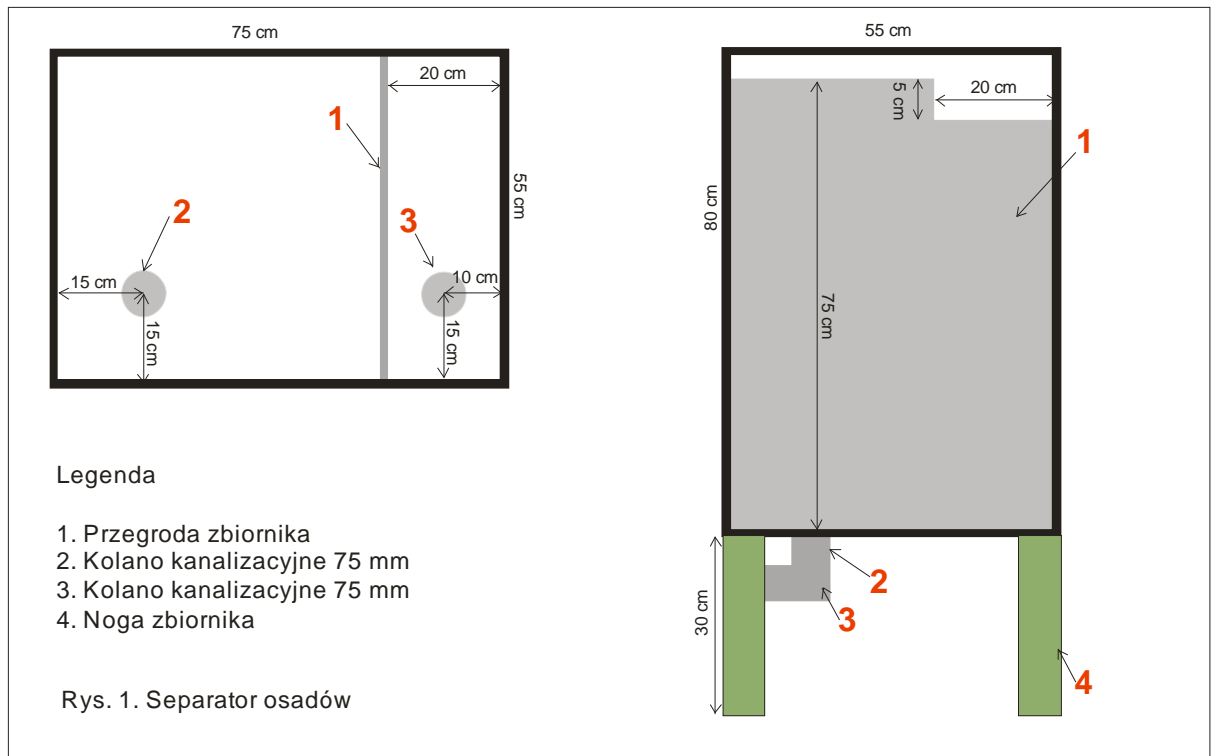 75 cm
20 cm
1
55 cm
2
3
15 cm
10 cm
15 cm
15 cm
Legenda
1. Przegroda zbiornika
2. Kolano kanalizacyjne 75 mm
3. Kolano kanalizacyjne 75 mm
4. Noga zbiornika
Rys. 1. Separator osadów
55 cm
5 cm
20 cm
1
80 cm
75 cm
2
3
30 cm
4